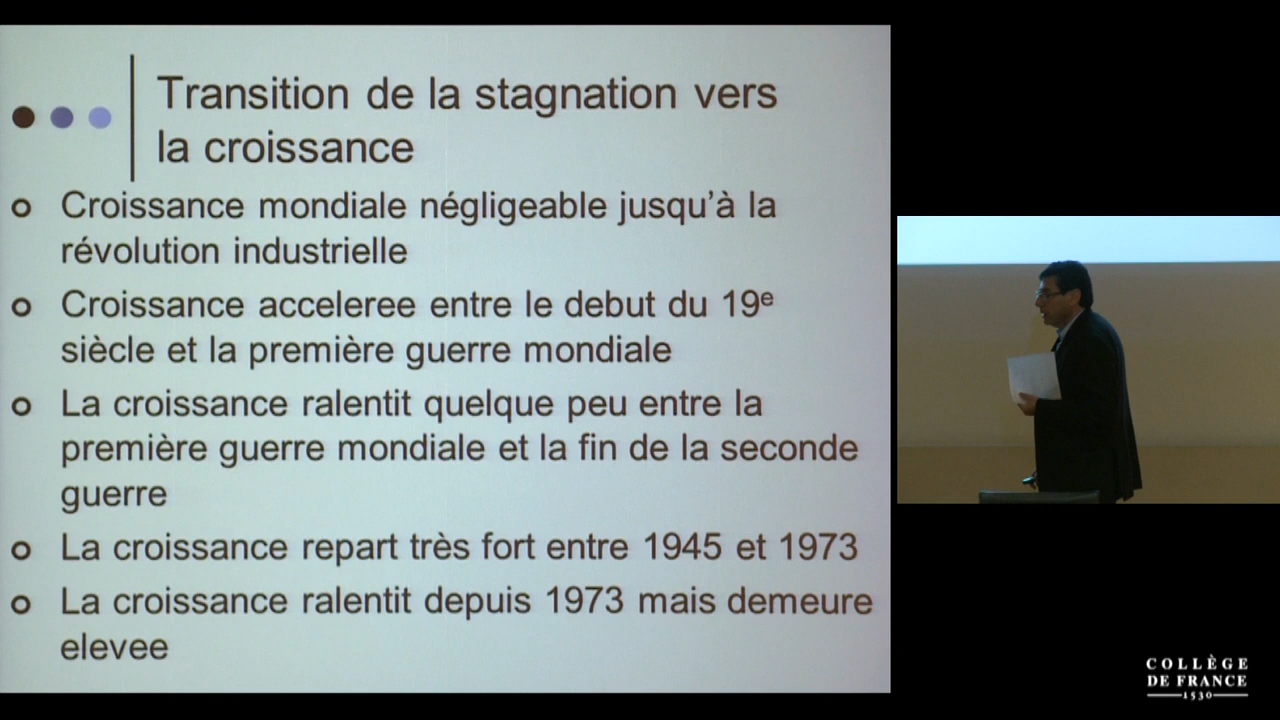 Transition de la stagnation vers
la croissance
Croissance mondiale négligeable jusqu’à la
révolution industrielle
Croissance acceleree entre le debut du 19e
siècle et la première guerre mondiale
La croissance ralentit quelque peu entre la
première guerre mondiale et la fin de la seconde
guerre
La croissance repart très fort entre 1945 et 1973
La croissance ralentit depuis 1973 mais demeure
elevee
COLLÈGE
DE FRANCE
1530